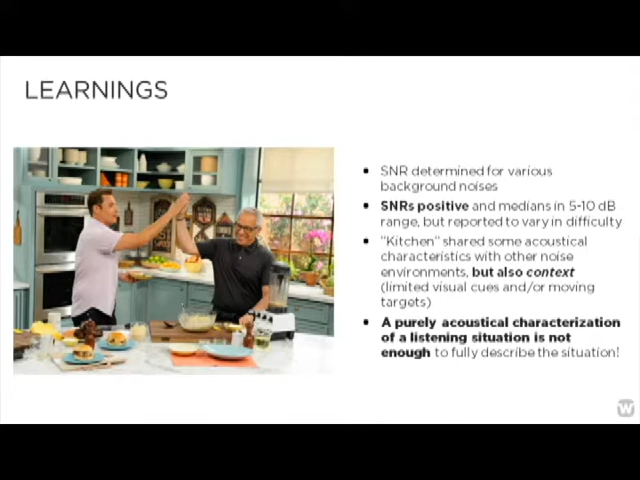 LEARNINGS
• SNR determined for various
background noises
• SNRs positive and medians in 5-10 dB
range, but reported to vary in difficulty
• "Kitchen" shared some acoustical
characteristics with other noise
environments, but also context
(limited visual cues and/or moving
targets)
• A purely acoustical characterization
of a listening situation is not
enough to fully describe the situation!
W